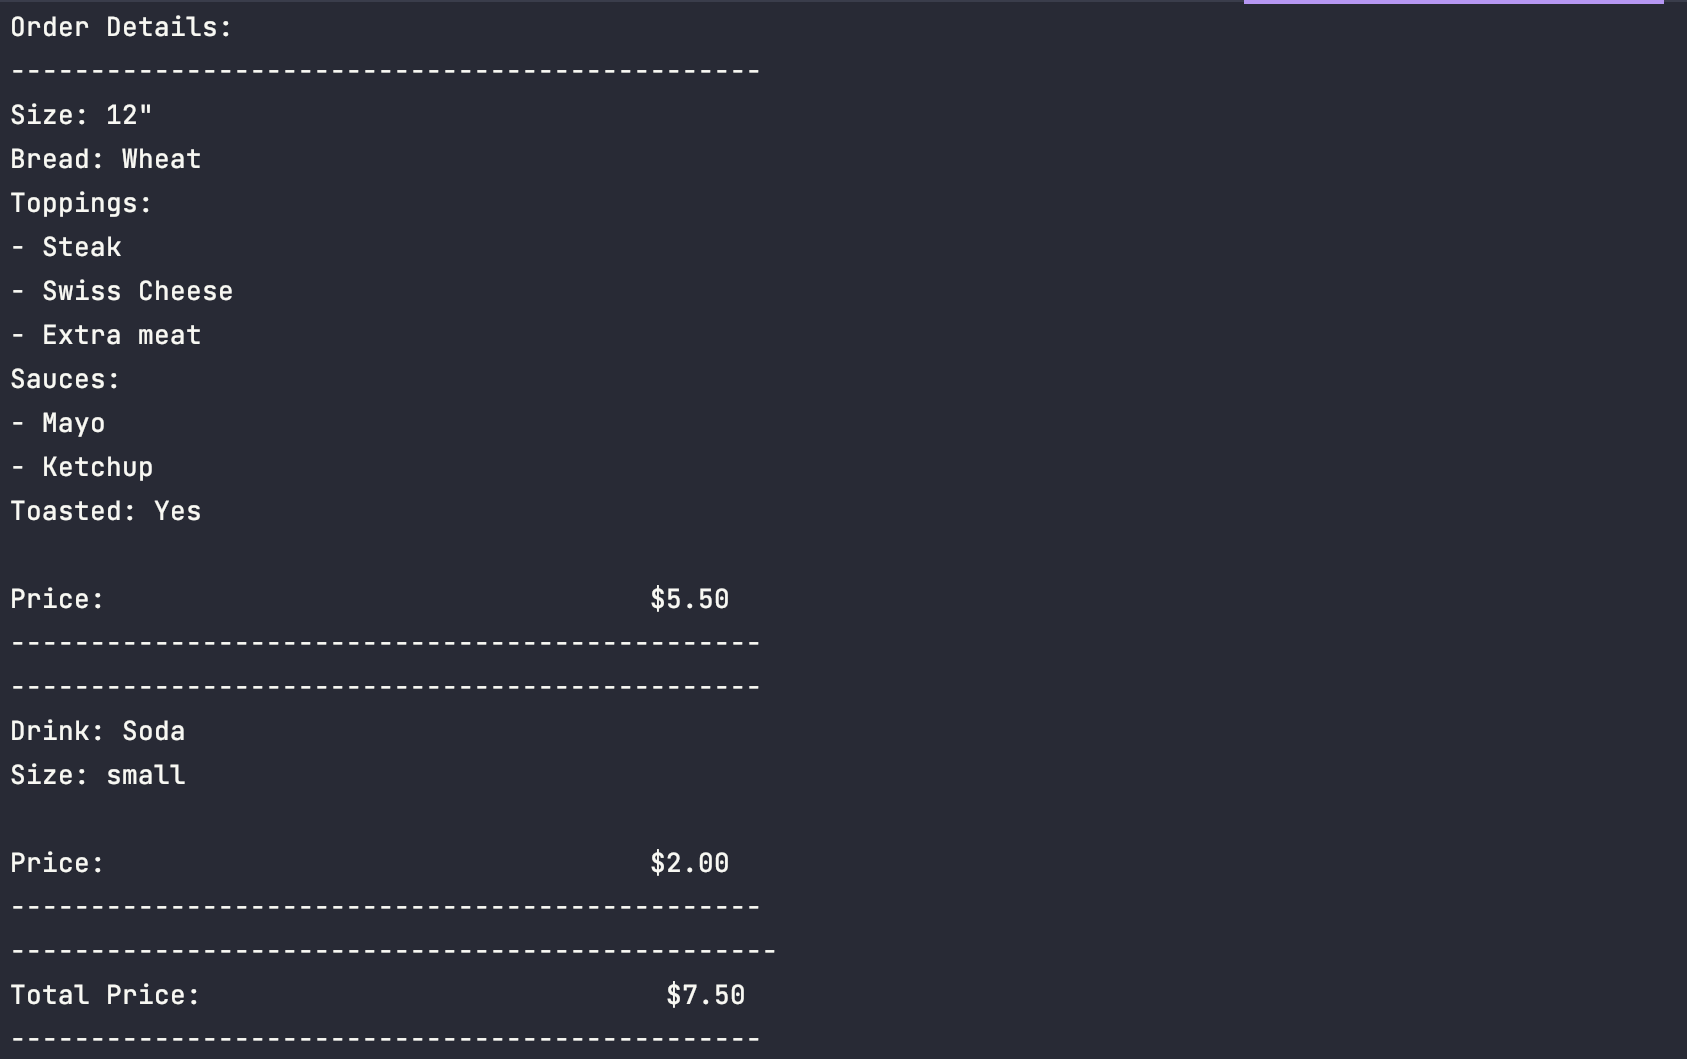 Order Details:
-----------------------------------------------
Size: 12"
Bread: Wheat
Toppings:
- Steak
- Swiss Cheese
- Extra meat
Sauces:
- Mayo
- Ketchup
Toasted: Yes

Price:                                  $5.50
-----------------------------------------------
-----------------------------------------------
Drink: Soda
Size: small

Price:                                  $2.00
-----------------------------------------------
------------------------------------------------
Total Price:                             $7.50
-----------------------------------------------